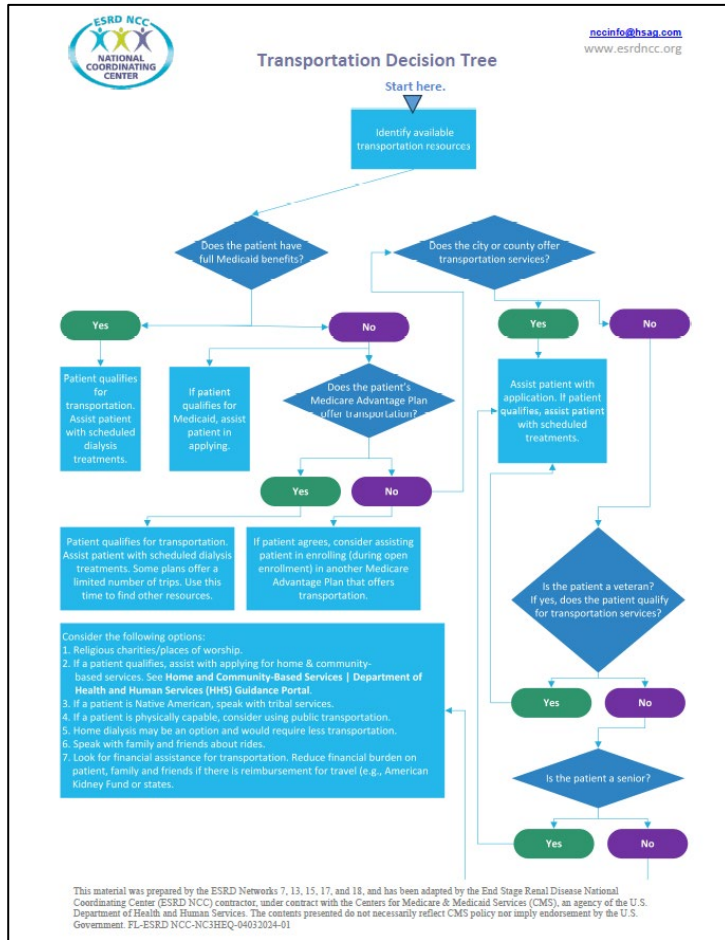 ESRD NCC
NATIONAL
COORDINATING
CENTER
nccinfo@hsag.com
www.esrdncc.org
Transportation Decision Tree
Start here.
Identify available
transportation resources
Does the patient have
full Medicaid benefits?
Does the city or county offer
transportation services?
Yes
No
Yes
No
Patient qualifies
for
transportation.
Assist patient
with scheduled
dialysis
treatments.
If patient
qualifies for
Medicaid, assist
patient in
applying.
Does the patient's
Medicare Advantage Plan
offer transportation?
Assist patient with
application. If patient
qualifies, assist patient
with scheduled
treatments.
Yes
No
Patient qualifies for transportation.
Assist patient with scheduled dialysis
treatments. Some plans offer a
limited number of trips. Use this
time to find other resources.
If patient agrees, consider assisting
patient in enrolling (during open
enrollment) in another Medicare
Advantage Plan that offers
transportation.
Is the patient a veteran?
If yes, does the patient qualify
for transportation services?
Consider the following options:
1. Religious charities/places of worship.
2. If a patient qualifies, assist with applying for home & community-
based services. See Home and Community-Based Services | Department
of Health and Human Services (HHS) Guidance Portal.
3. If a patient is Native American, speak with tribal services.
4. If a patient is physically capable, consider using public transportation.
5. Home dialysis may be an option and would require less transportation.
6. Speak with family and friends about rides.
7. Look for financial assistance for transportation. Reduce financial burden on
patient, family and friends if there is reimbursement for travel (e.g., American
Kidney Fund or states.
Yes
No
Is the patient a senior?
Yes
No
This material was prepared by the ESRD Networks 7, 13, 15, 17, and 18, and has been adapted by the End Stage Renal Disease National
Coordinating Center (ESRD NCC) contractor, under contract with the Centers for Medicare & Medicaid Services (CMS), an agency of the U.S.
Department of Health and Human Services. The contents presented do not necessarily reflect CMS policy nor imply endorsement by the U.S.
Government. FL-ESRD NCC-NC3HEQ-04032024-01